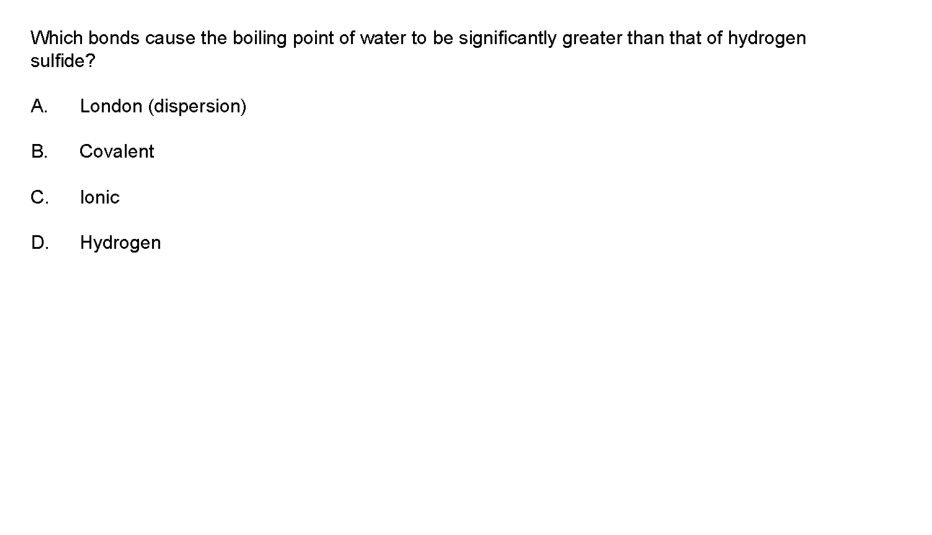 Which bonds cause the boiling point of water to be significantly greater than that of hydrogen
sulfide?
A. London (dispersion)
B. Covalent
C. Ionic
D. Hydrogen